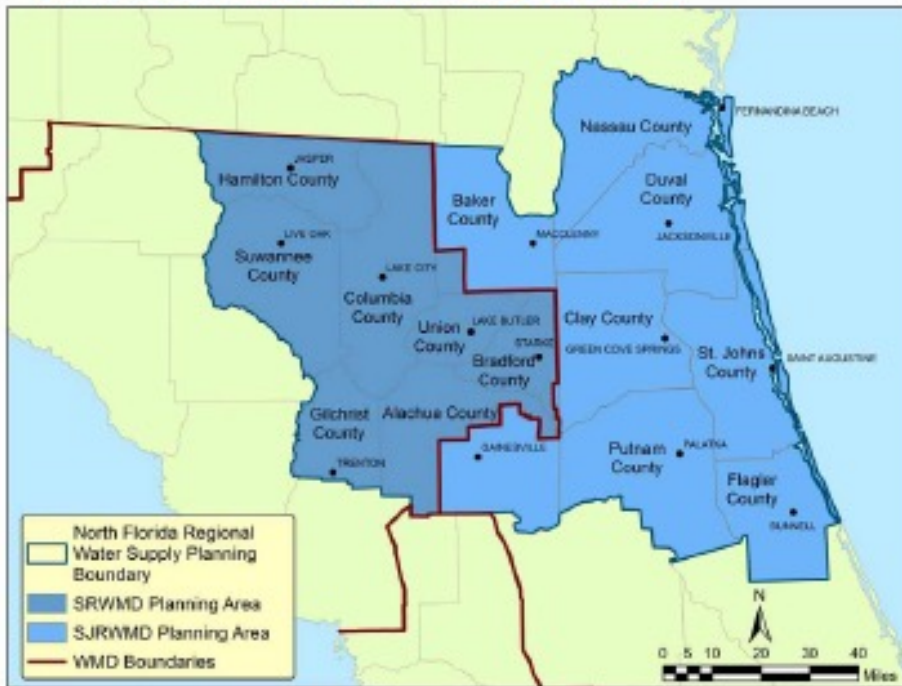 FERNANDINA BEACH
Nassau County
JASPER
Hamilton County
Duval
County
Baker
County
LIVE OAK
MACCLENNY
JACKSONVILLE
Suwannee
County
LAKE CITY
Columbia
County
Union
County
LAKE BUTLER
Clay County
STARKE
GREEN COVE SPRINGS
Bradford
County
St. Johns
County
SAINT AUGUSTINE
Gilchrist
County
Alachua County
GAINESVILLE
Putnam
County
PALATKA
TRENTON
Flagler
County
BUNNELL
North Florida Regional
Water Supply Planning
Boundary
SRWMD Planning Area
SJRWMD Planning Area
WMD Boundaries
N
0 5 10 20 30 40
Miles